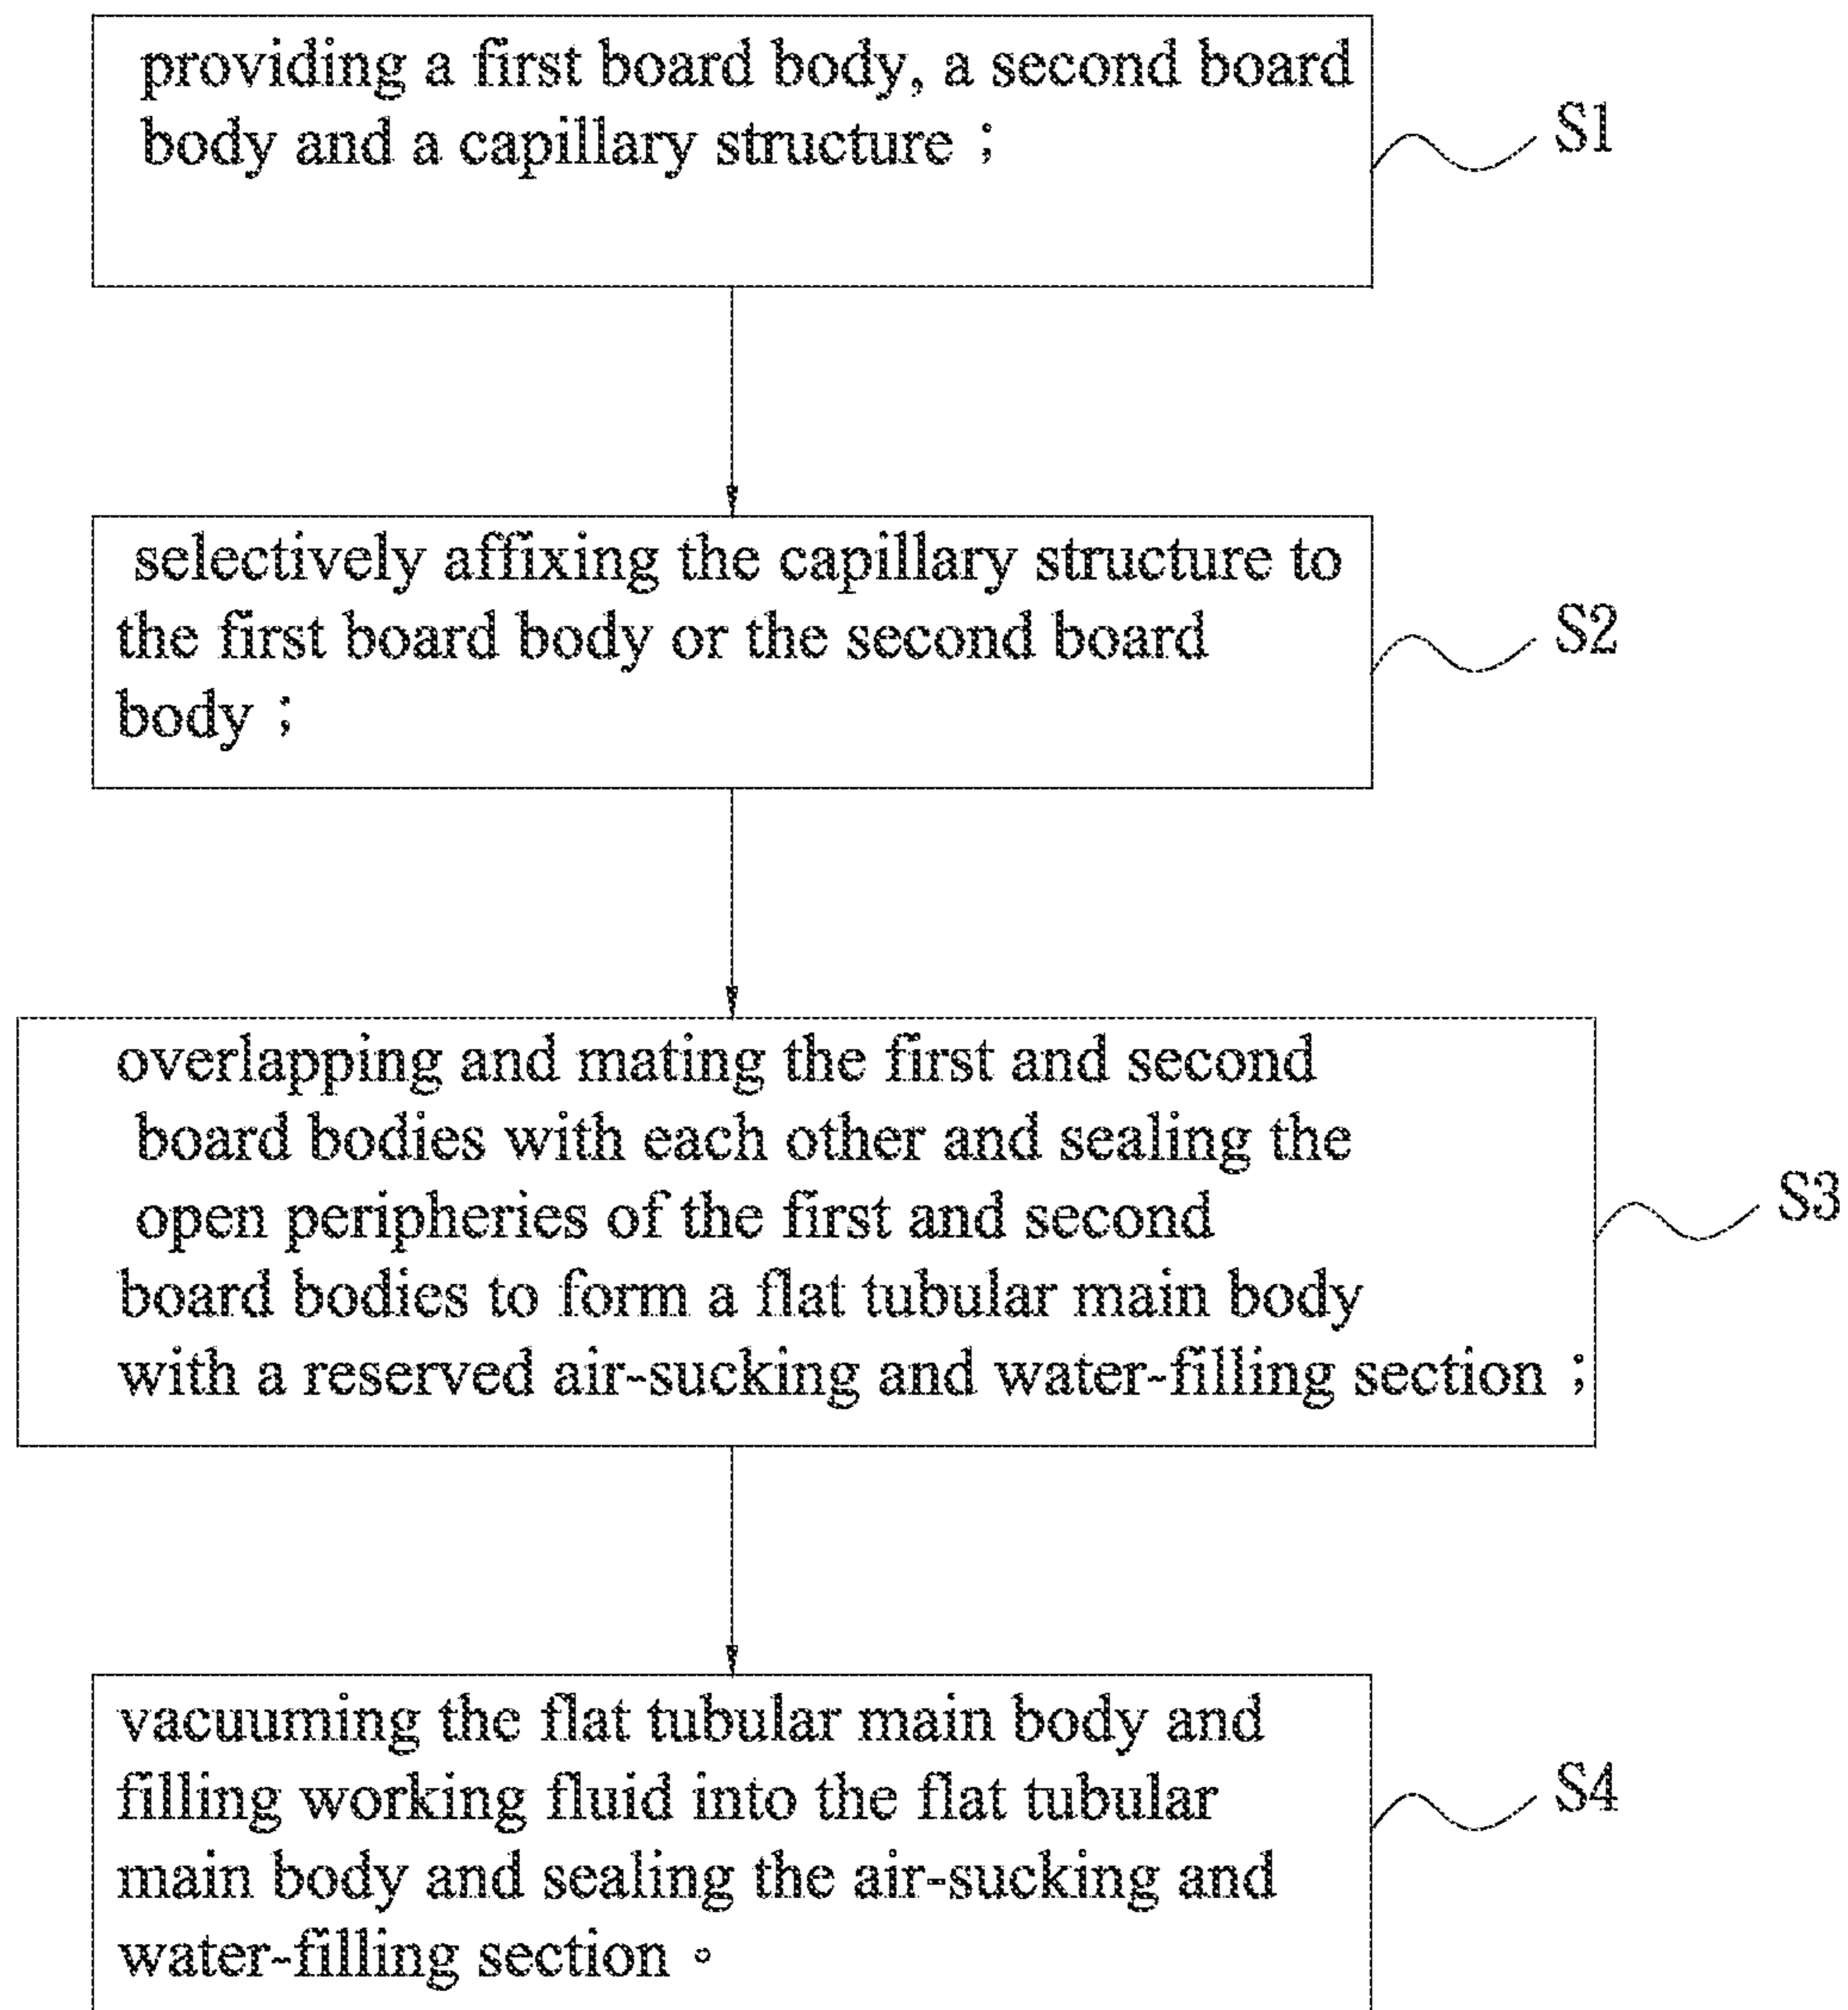 providing a first board body, a second board
body and a capillary structure；
S1
selectively affixing the capillary structure to
the first board body or the second board
body；
S2
overlapping and mating the first and second
board bodies with each other and sealing the
open peripheries of the first and second
board bodies to form a flat tubular main body
with a reserved air-sucking and water-filling section；
S3
vacuuming the flat tubular main body and
filling working fluid into the flat tubular
main body and sealing the air-sucking and
water-filling section。
S4